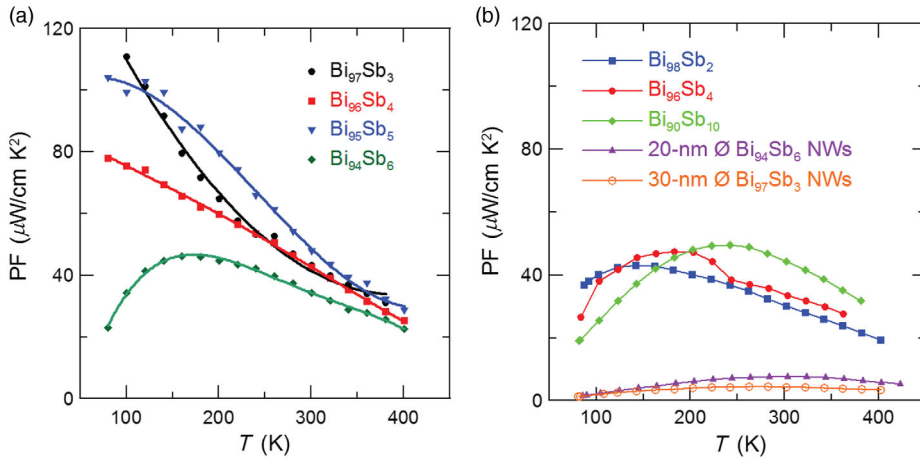 (a)
120
80
40
0
PF (μW/cm K²)
100
200
300
400
T (K)
Bi₉₇Sb₃
Bi₉₆Sb₄
Bi₉₅Sb₅
Bi₉₄Sb₆
(b)
120
80
40
0
PF (μW/cm K²)
100
200
300
400
T (K)
Bi₉₈Sb₂
Bi₉₆Sb₄
Bi₉₀Sb₁₀
20-nm Ø Bi₉₄Sb₆ NWs
30-nm Ø Bi₉₇Sb₃ NWs